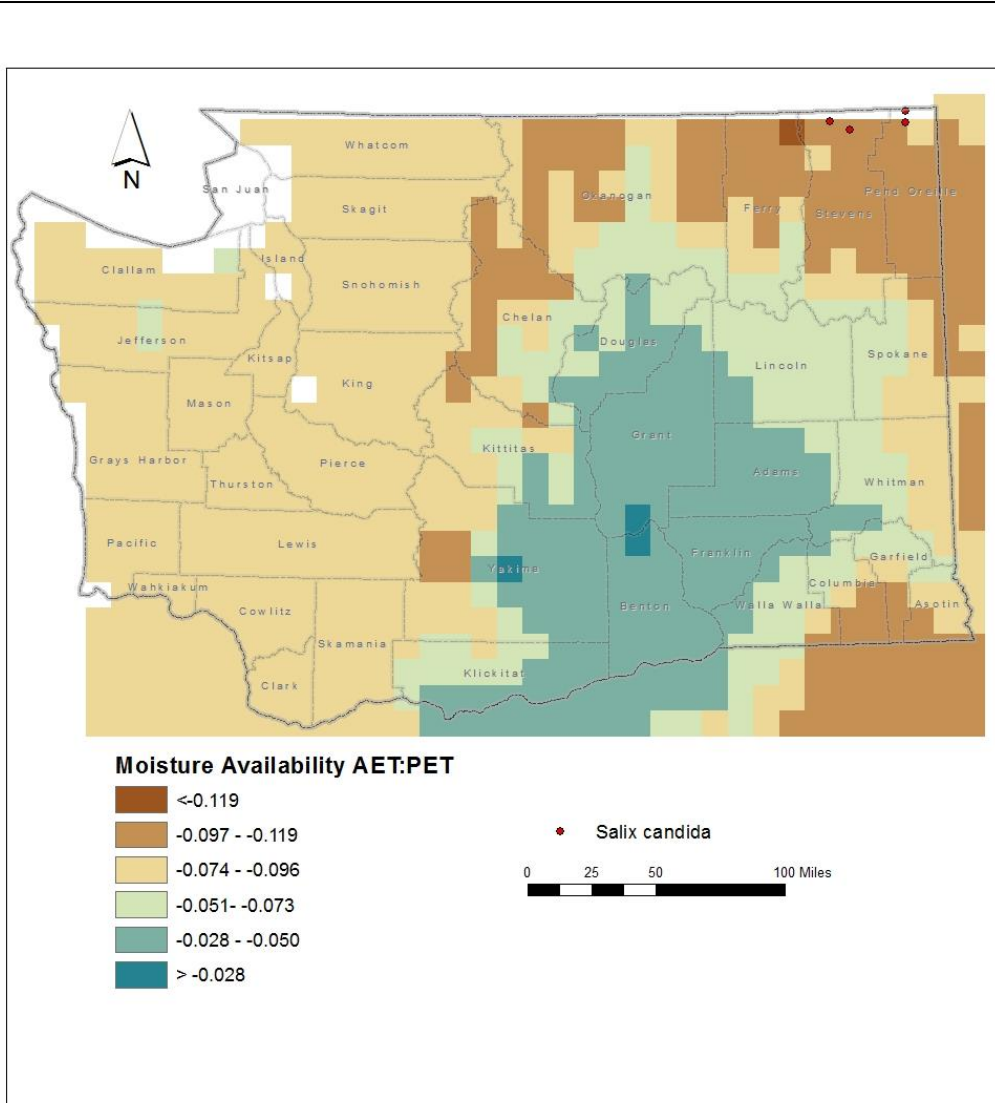 N
Whatcom
San Juan
Skagit
Okanogan
Ferry
Stevens
Pend Oreille
Clallam
Island
Snohomish
Chelan
Jefferson
Kitsap
Douglas
Lincoln
Spokane
Mason
King
Grant
Grays Harbor
Thurston
Pierce
Kittitas
Adams
Whitman
Pacific
Lewis
Yakima
Franklin
Garfield
Wahkiakum
Cowlitz
Benton
Walla Walla
Columbia
Asotin
Skamania
Clark
Klickitat
Moisture Availability AET:PET
<-0.119
-0.097 - -0.119
-0.074 - -0.096
-0.051- -0.073
-0.028 - -0.050
> -0.028
Salix candida
0 25 50 100 Miles